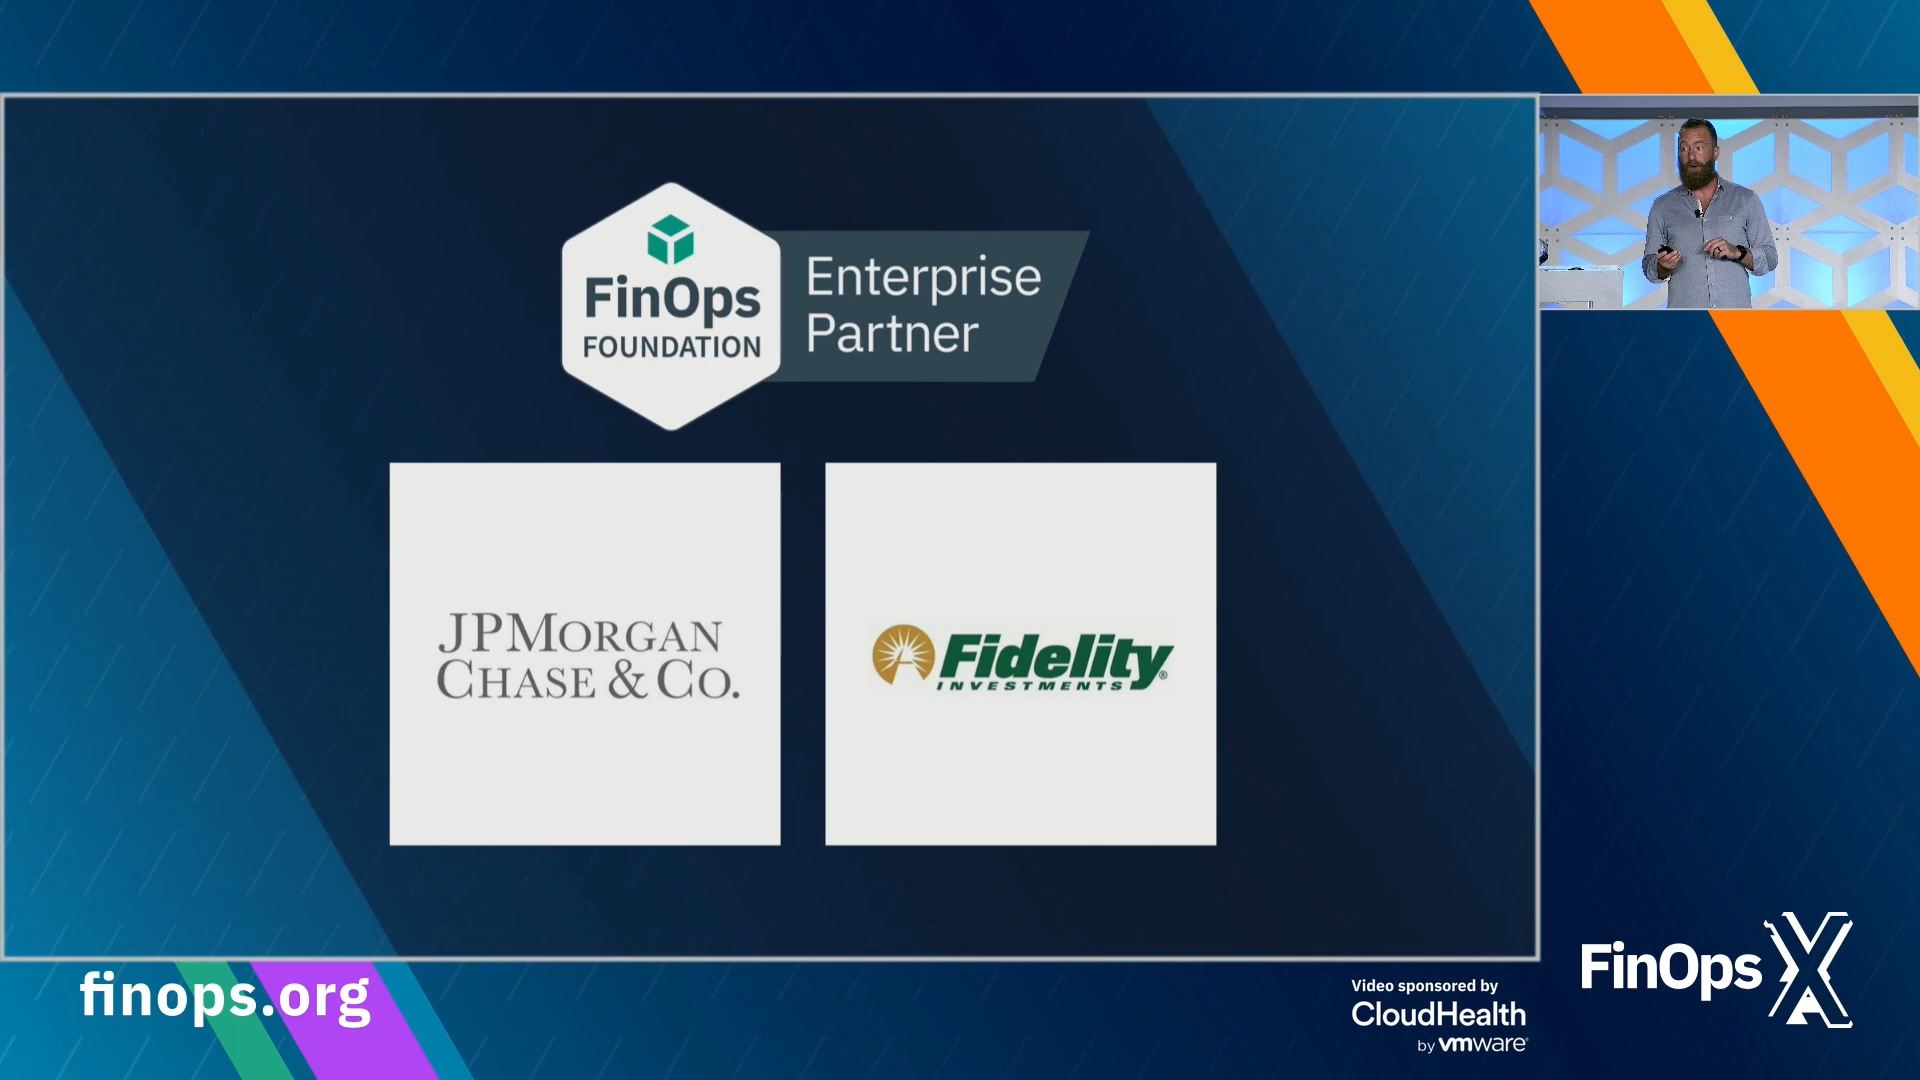 FinOps
FOUNDATION
Enterprise
Partner
JPMORGAN
CHASE & CO.
Fidelity®
INVESTMENTS
finops.org
Video sponsored by
CloudHealth
by vmware®
FinOps X